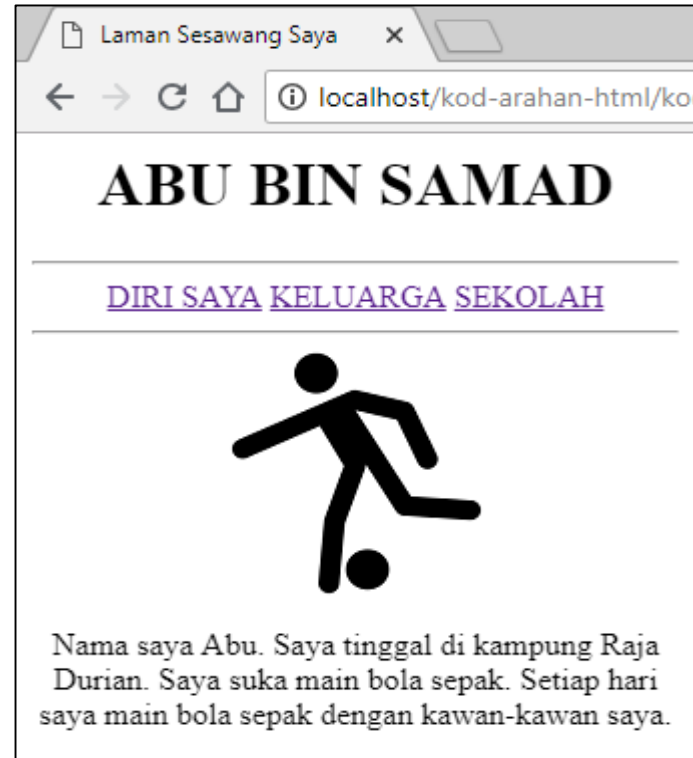 Laman Sesawang Saya
localhost/kod-arahan-html/ko
ABU BIN SAMAD
DIRI SAYA KELUARGA SEKOLAH
Nama saya Abu. Saya tinggal di kampung Raja
Durian. Saya suka main bola sepak. Setiap hari
saya main bola sepak dengan kawan-kawan saya.